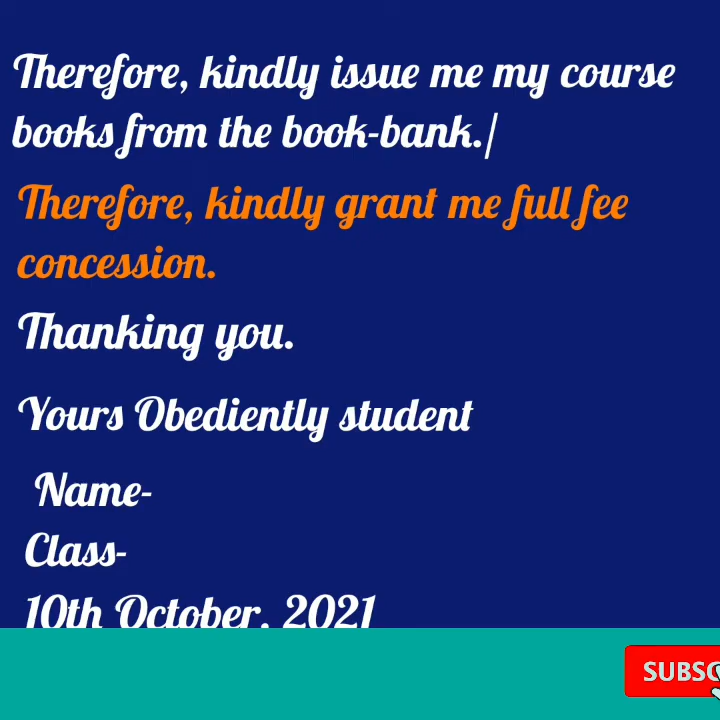 Therefore, kindly issue me my course
books from the book-bank./
Therefore, kindly grant me full fee
concession.
Thanking you.
Yours Obediently student
Name-
Class-
10th October, 2021